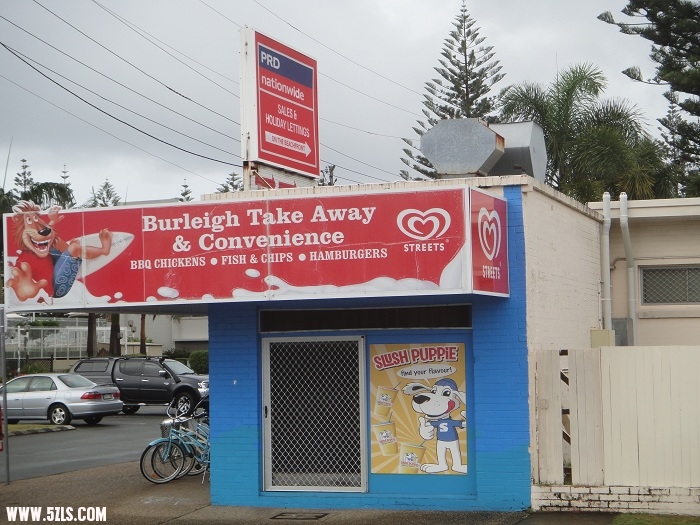 PRD
nationwide
SALES &
HOLIDAY LETTINGS
ON THE BEACHFRONT
Burleigh Take Away
& Convenience
BBQ CHICKENS • FISH & CHIPS • HAMBURGERS
STREETS
STREETS
SLUSH PUPPIE
find your flavour!
S
WWW.5ZLS.COM